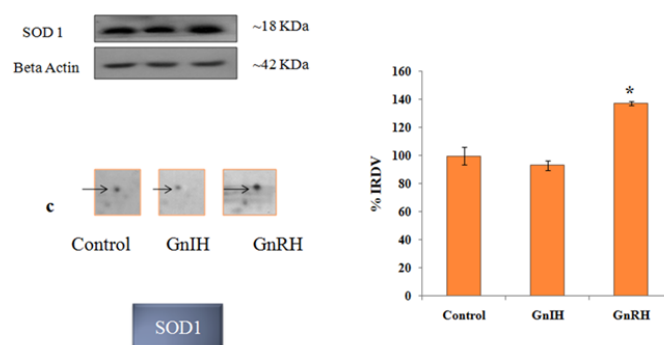 SOD 1
~18 KDa
Beta Actin
~42 KDa
c
Control
GnIH
GnRH
SOD1
% IRDV
160
140
120
100
80
60
40
20
0
*
Control
GnIH
GnRH